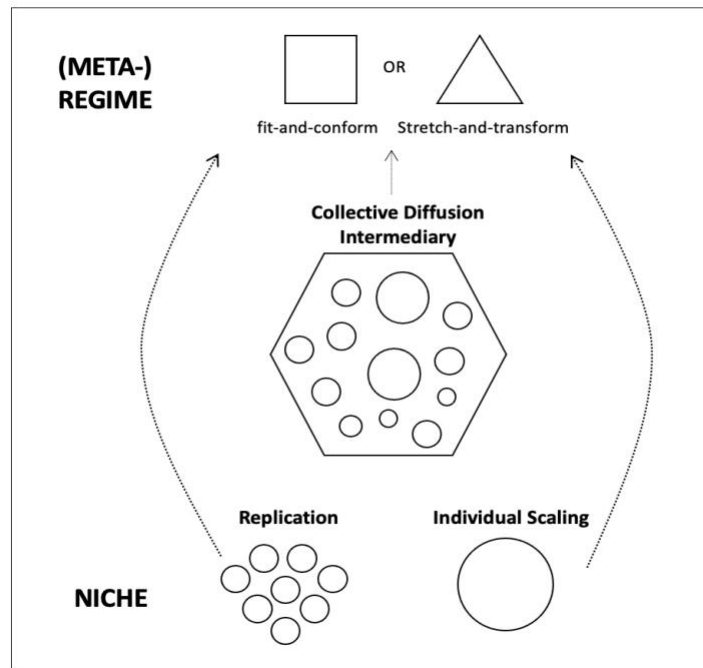 (META-)
REGIME
OR
fit-and-conform
Stretch-and-transform
Collective Diffusion
Intermediary
Replication
Individual Scaling
NICHE